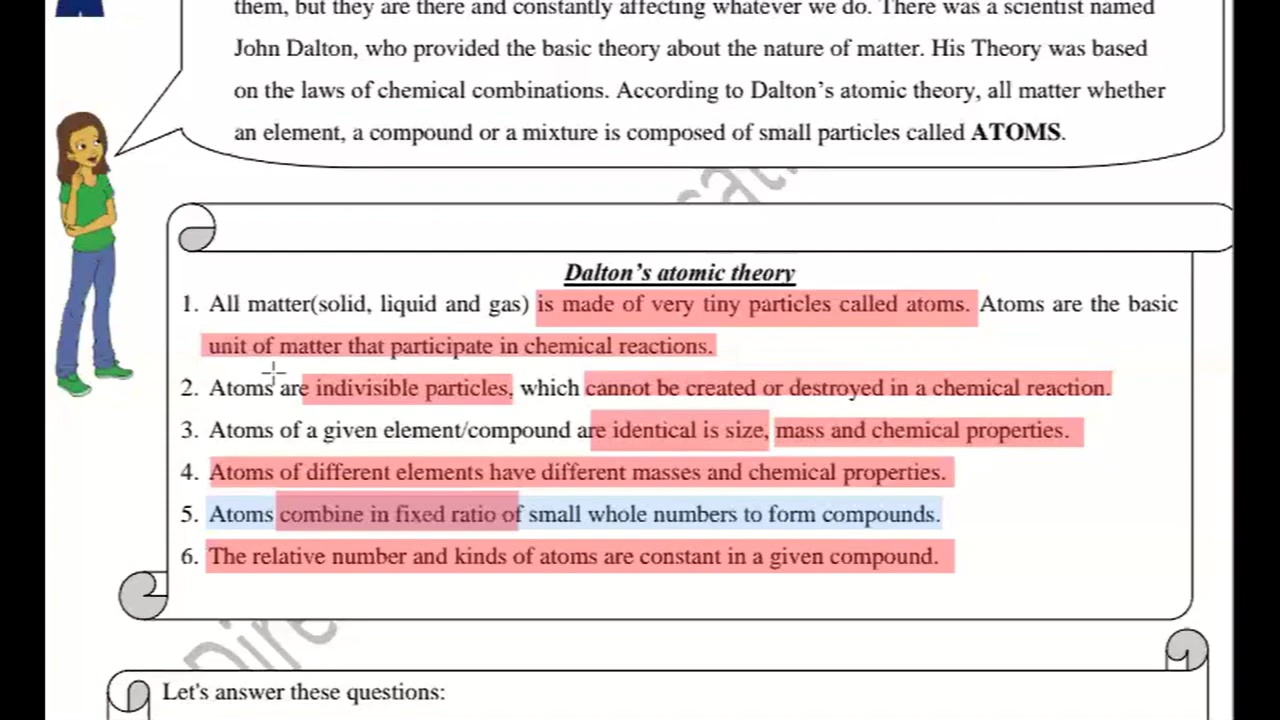 them, but they are there and constantly affecting whatever we do. There was a scientist named
John Dalton, who provided the basic theory about the nature of matter. His Theory was based
on the laws of chemical combinations. According to Dalton's atomic theory, all matter whether
an element, a compound or a mixture is composed of small particles called ATOMS.
Dalton's atomic theory
1. All matter(solid, liquid and gas) is made of very tiny particles called atoms. Atoms are the basic
unit of matter that participate in chemical reactions.
2. Atoms are indivisible particles, which cannot be created or destroyed in a chemical reaction.
3. Atoms of a given element/compound are identical is size, mass and chemical properties.
4. Atoms of different elements have different masses and chemical properties.
5. Atoms combine in fixed ratio of small whole numbers to form compounds.
6. The relative number and kinds of atoms are constant in a given compound.
Let's answer these questions: